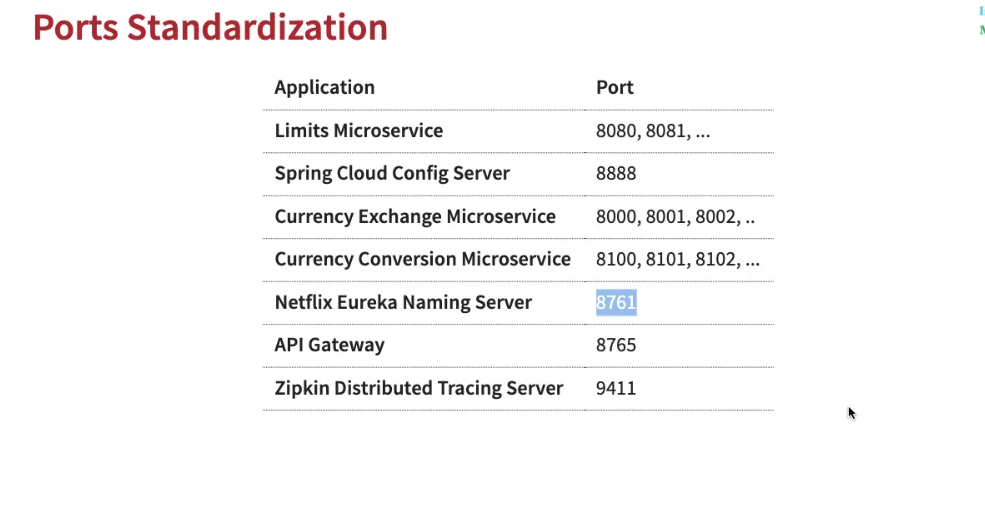 Ports Standardization
Application Port
Limits Microservice 8080, 8081, ...
Spring Cloud Config Server 8888
Currency Exchange Microservice 8000, 8001, 8002, ..
Currency Conversion Microservice 8100, 8101, 8102, ...
Netflix Eureka Naming Server 8761
API Gateway 8765
Zipkin Distributed Tracing Server 9411